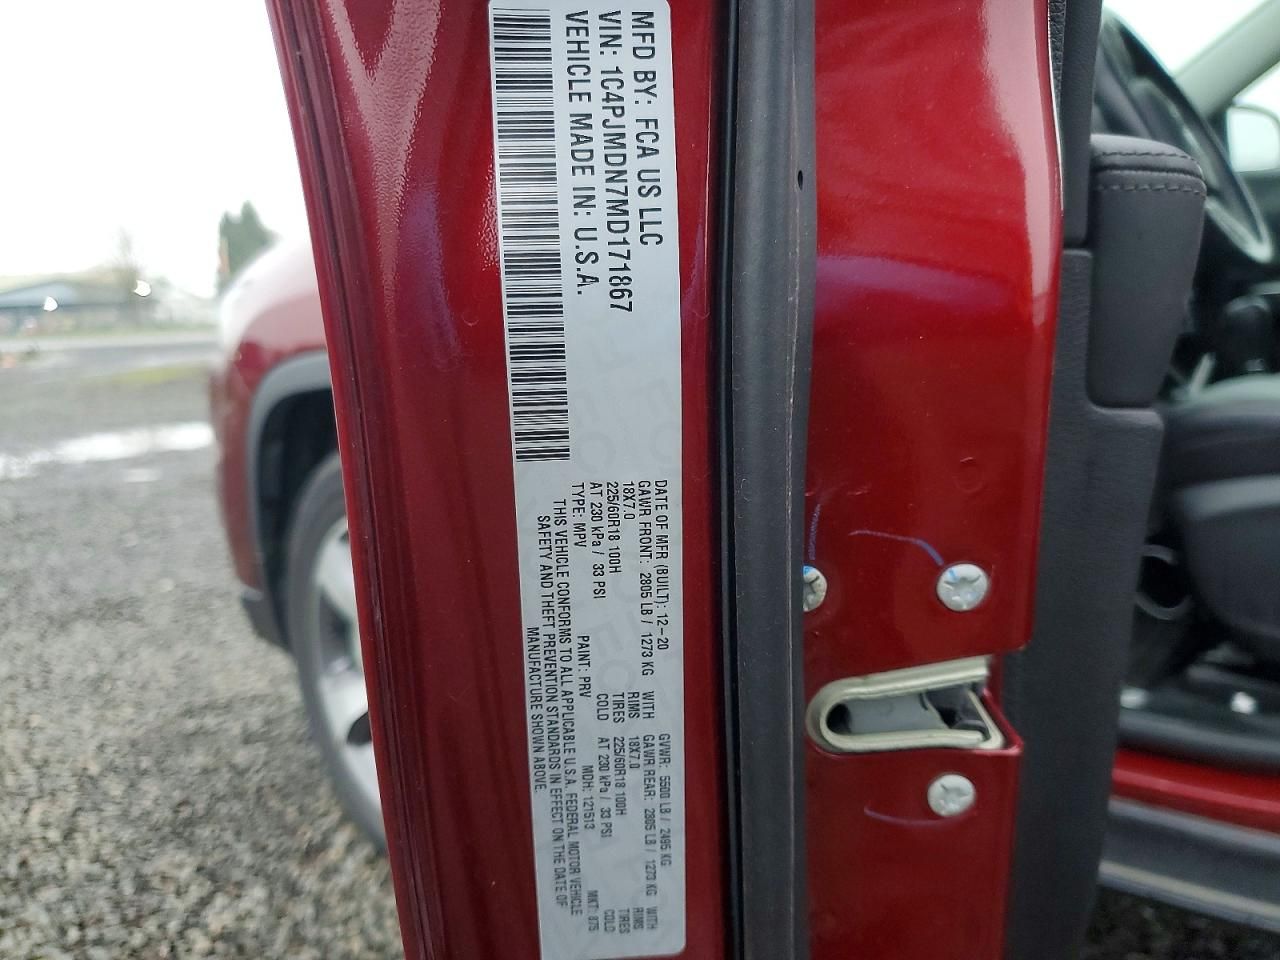 MFD BY: FCA US LLC
VIN: 1C4PJMDN7MD171867
VEHICLE MADE IN: U.S.A.
DATE OF MFR (BUILT): 12-20 GVWR: 5500 LB / 2495 KG
GAWR FRONT: 2805 LB / 1273 KG WITH GAWR REAR: 2805 LB / 1273 KG WITH
18X7.0 RIMS 18X7.0 RIMS
225/60R18 100H TIRES 225/60R18 100H TIRES
AT 230 kPa / 33 PSI COLD AT 230 kPa / 33 PSI COLD
TYPE: MPV PAINT: PRV MDH: 121513 MKT: 875
THIS VEHICLE CONFORMS TO ALL APPLICABLE U.S.A. FEDERAL MOTOR VEHICLE
SAFETY AND THEFT PREVENTION STANDARDS IN EFFECT ON THE DATE OF
MANUFACTURE SHOWN ABOVE.